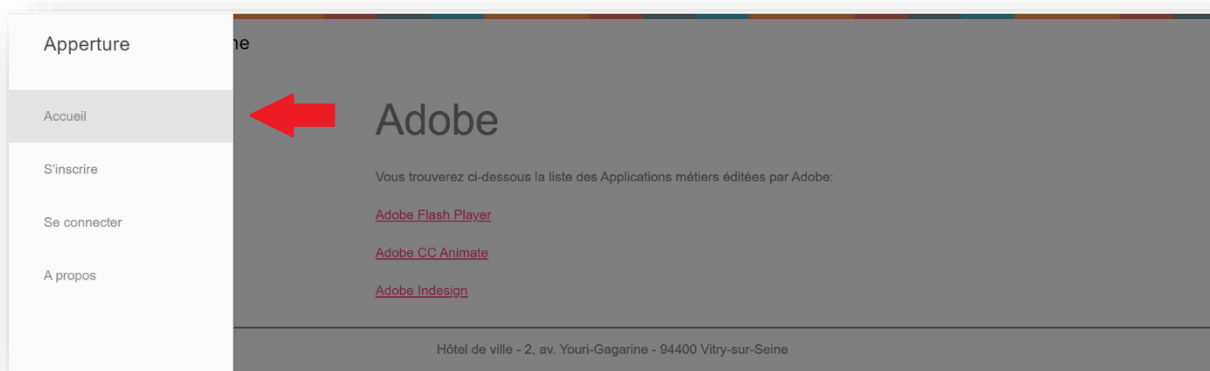 Apperture
ne
Accueil
S'inscrire
Se connecter
A propos
Adobe
Vous trouverez ci-dessous la liste des Applications métiers éditées par Adobe:
Adobe Flash Player
Adobe CC Animate
Adobe Indesign
Hôtel de ville - 2, av. Youri-Gagarine - 94400 Vitry-sur-Seine